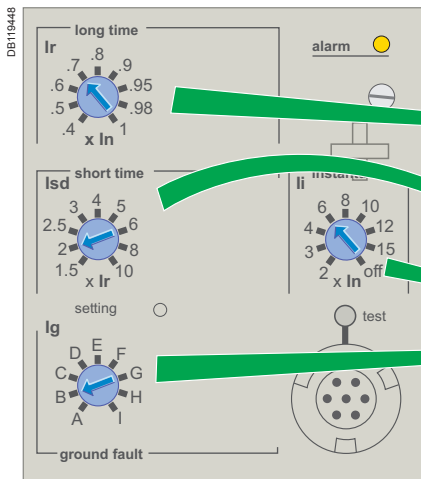 DB119448
long time
Ir
.4 .5 .6 .7 .8 .9 .95 .98 1
x In
alarm
short time
Isd
1.5 2 2.5 3 4 5 6 8 10
x Ir
instant
Ii
2 3 4 6 8 10 12 15 off
x In
setting
test
Ig
A B C D E F G H I
ground fault